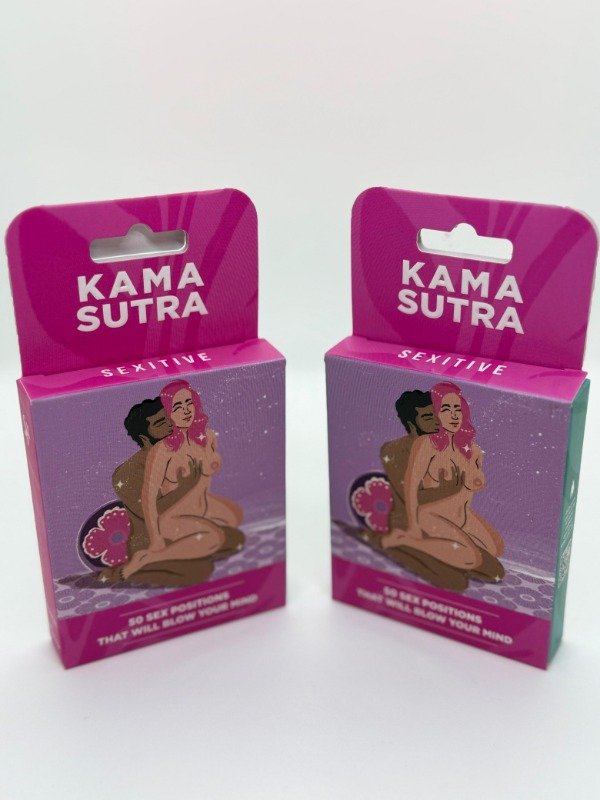 KAMA
SUTRA
SEXITIVE
50 SEX POSITIONS
THAT WILL BLOW YOUR MIND
KAMA
SUTRA
SEXITIVE
50 SEX POSITIONS
THAT WILL BLOW YOUR MIND